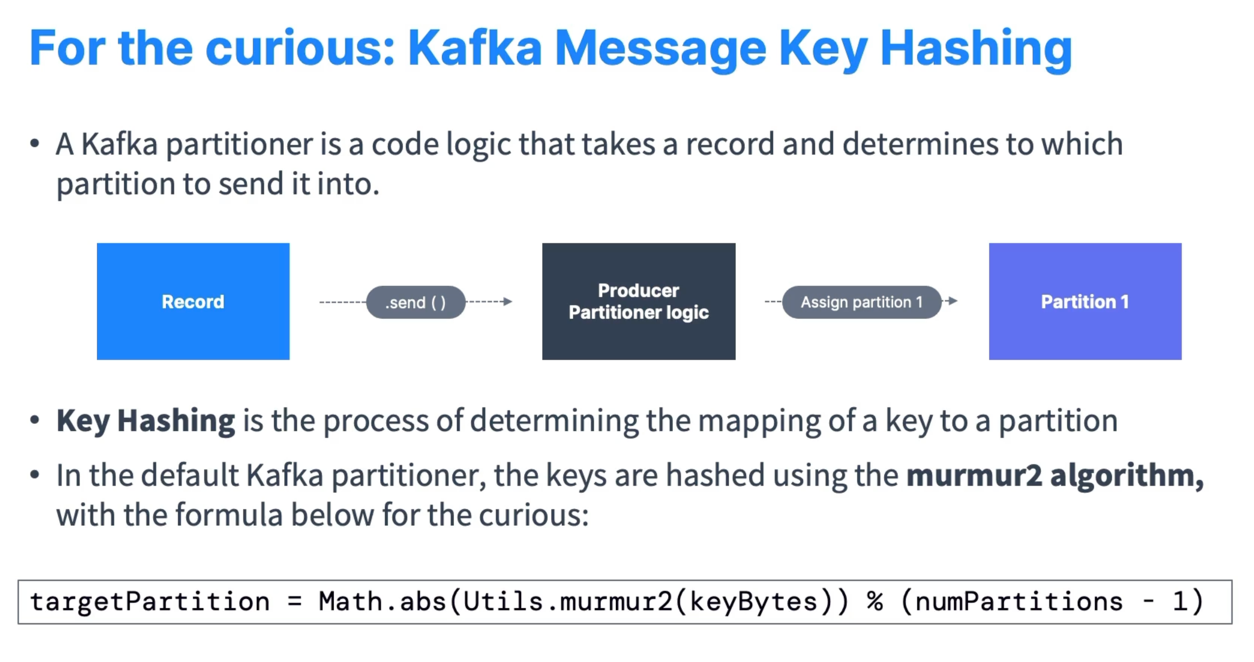 For the curious: Kafka Message Key Hashing
• A Kafka partitioner is a code logic that takes a record and determines to which
partition to send it into.
Record
.send ( )
Producer
Partitioner logic
Assign partition 1
Partition 1
• Key Hashing is the process of determining the mapping of a key to a partition
• In the default Kafka partitioner, the keys are hashed using the murmur2 algorithm,
with the formula below for the curious:
targetPartition = Math.abs(Utils.murmur2(keyBytes)) % (numPartitions - 1)